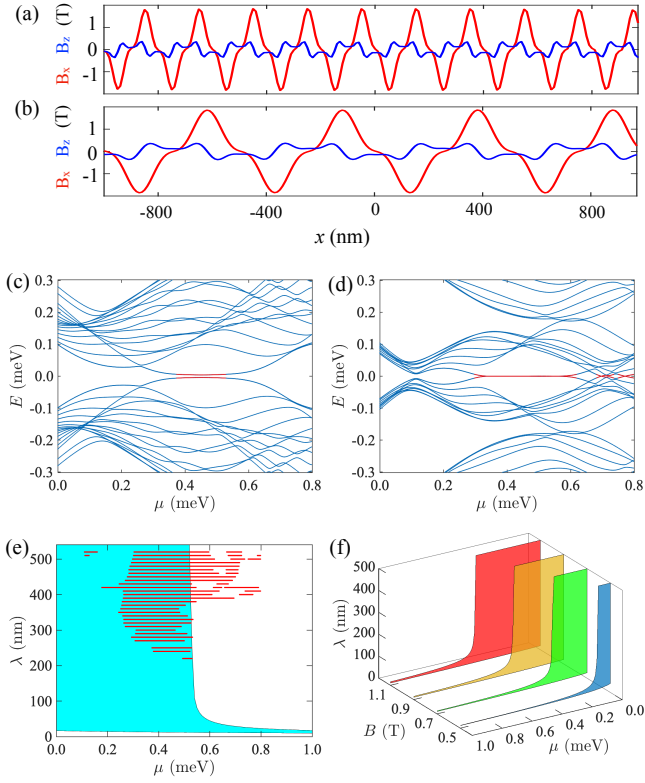 (a)
B_x B_z (T)
1
0
-1
(b)
B_x B_z (T)
1
0
-1
-800 -400 0 400 800
x (nm)
(c)
E (meV)
0.3
0.2
0.1
0.0
-0.1
-0.2
-0.3
0.0 0.2 0.4 0.6 0.8
μ (meV)
(d)
E (meV)
0.3
0.2
0.1
0.0
-0.1
-0.2
-0.3
0.0 0.2 0.4 0.6 0.8
μ (meV)
(e)
λ (nm)
500
400
300
200
100
0
0.0 0.2 0.4 0.6 0.8 1.0
μ (meV)
(f)
λ (nm)
500
400
300
200
100
0
1.1 0.9 0.7 0.5
B (T)
1.0 0.8 0.6 0.4 0.2 0.0
μ (meV)